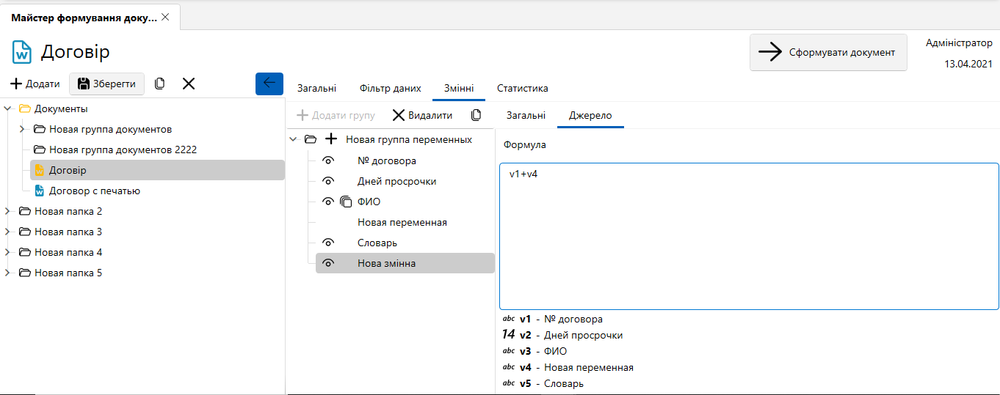 Майстер формування доку...
Договір
Сформувати документ
Адміністратор
13.04.2021
Додати
Зберегти
Загальні
Фільтр даних
Змінні
Статистика
Документы
Новая группа документов
Новая группа документов 2222
Договір
Договор с печатью
Новая папка 2
Новая папка 3
Новая папка 4
Новая папка 5
Додати групу
Видалити
Новая группа переменных
№ договора
Дней просрочки
ФИО
Новая переменная
Словарь
Нова змінна
Загальні
Джерело
Формула
v1+v4
abc v1 - № договора
14 v2 - Дней просрочки
abc v3 - ФИО
abc v4 - Новая переменная
abc v5 - Словарь